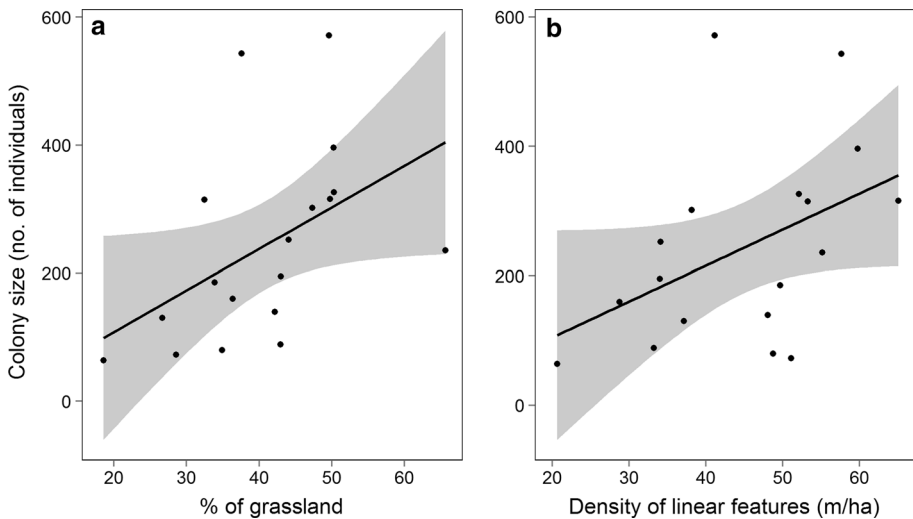 a
600
400
200
0
Colony size (no. of individuals)
20 30 40 50 60
% of grassland
b
600
400
200
0
20 30 40 50 60
Density of linear features (m/ha)